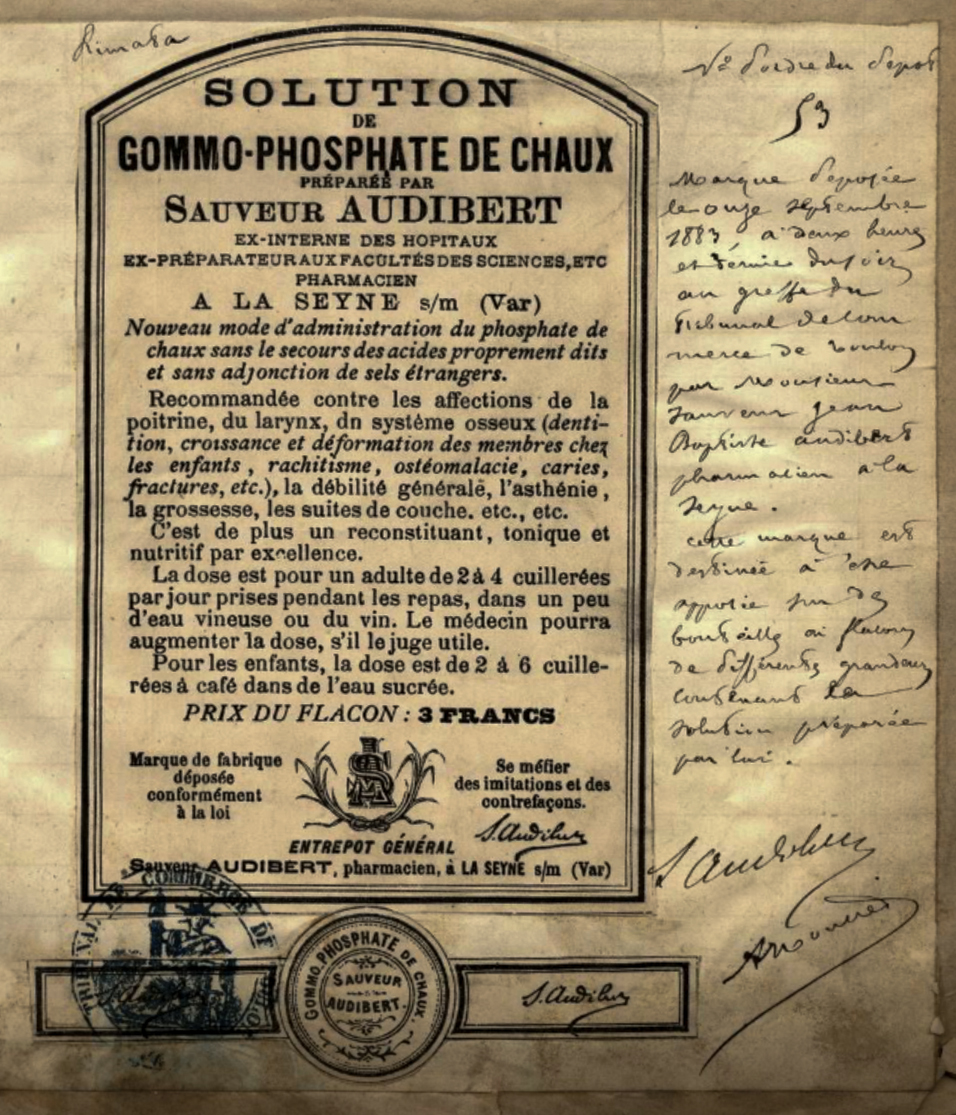 SOLUTION
DE
GOMMO-PHOSPHATE DE CHAUX
PRÉPARÉE PAR
SAUVEUR AUDIBERT
EX-INTERNE DES HOPITAUX
EX-PRÉPARATEUR AUX FACULTÉS DES SCIENCES, ETC
PHARMACIEN
A LA SEYNE s/m (Var)
Nouveau mode d'administration du phosphate de
chaux sans le secours des acides proprement dits
et sans adjonction de sels étrangers.
Recommandée contre les affections de la
poitrine, du larynx, dn système osseux (denti-
tion, croissance et déformation des membres chez
les enfants, rachitisme, ostéomalacie, caries,
fractures, etc.), la débilité générale, l'asthénie,
la grossesse, les suites de couche. etc., etc.
C'est de plus un reconstituant, tonique et
nutritif par excellence.
La dose est pour un adulte de 2 à 4 cuillerées
par jour prises pendant les repas, dans un peu
d'eau vineuse ou du vin. Le médecin pourra
augmenter la dose, s'il le juge utile.
Pour les enfants, la dose est de 2 à 6 cuille-
rées à café dans de l'eau sucrée.
PRIX DU FLACON : 3 FRANCS
Marque de fabrique
déposée
conformément
à la loi
SA
Se méfier
des imitations et des
contrefaçons.
S. Audibert
ENTREPOT GÉNÉRAL
Sauveur AUDIBERT, pharmacien, à LA SEYNE s/m (Var)
TRIBUNAL DE COMMERCE DE
GOMMO-PHOSPHATE DE CHAUX.
SAUVEUR
AUDIBERT.
S. Audibert
S. Audibert
No d'ordre du depot
53
Marque déposée
le onze septembre
1883 à deux heures
et demie du soir
au greffe du
Tribunal de Com
merce de Toulon
par Monsieur
Sauveur Jean
Baptiste Audibert
pharmacien à la
Seyne.
cette marque est
destinée à être
apposée sur des
bouteilles ou flacons
de différentes grandeurs
contenant la
solution préparée
par lui.
S Audibert